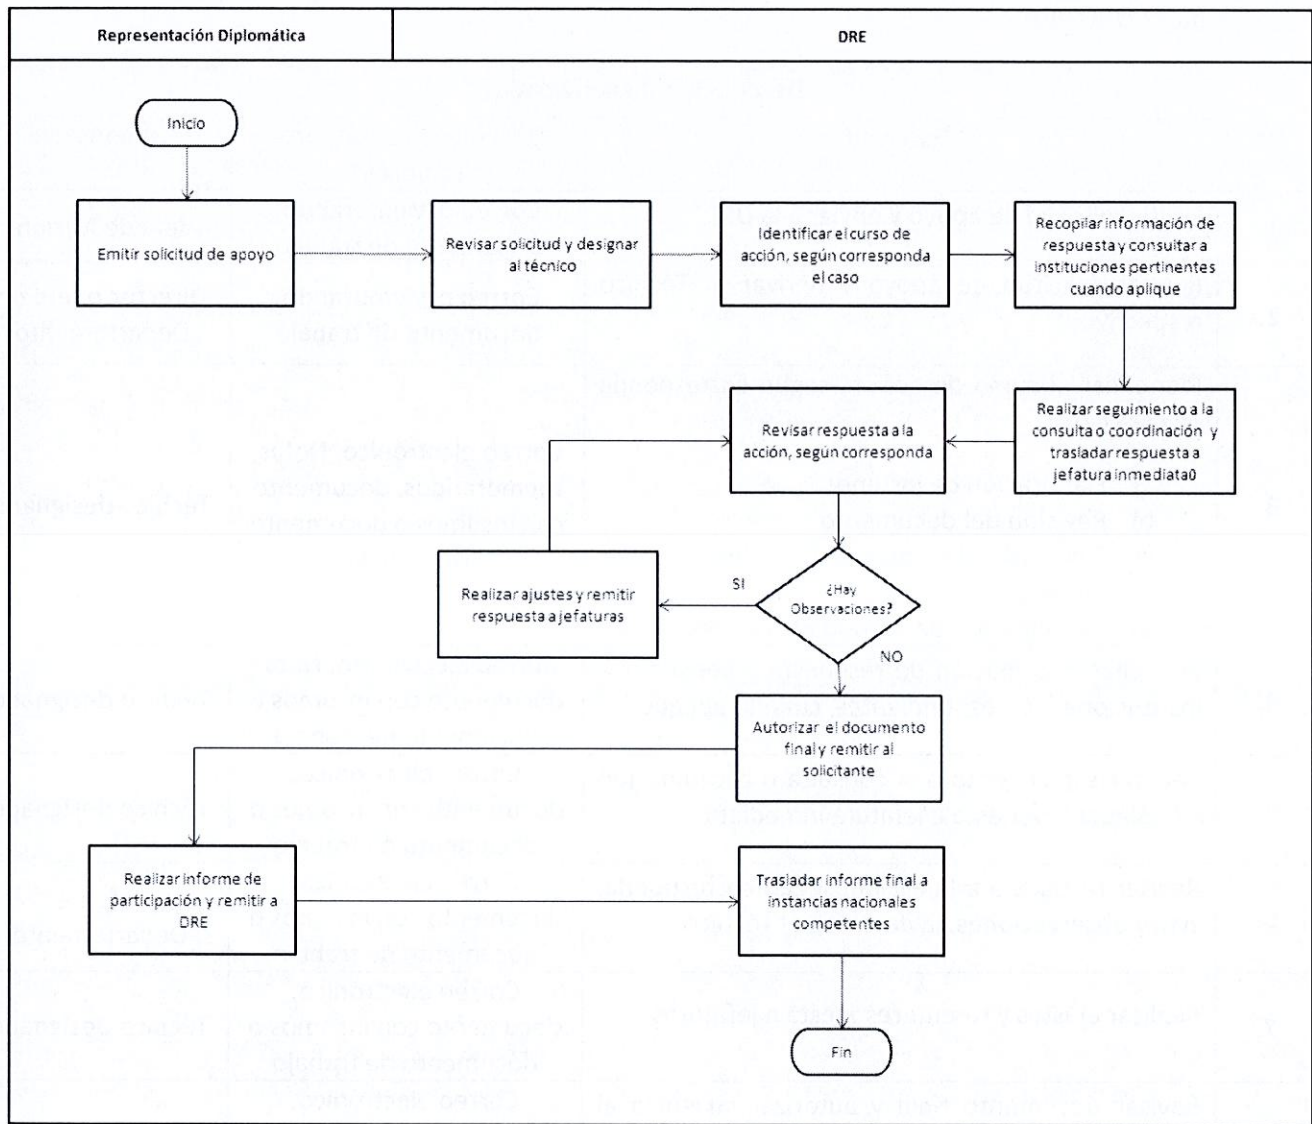 Representación Diplomática
DRE
Inicio
Emitir solicitud de apoyo
Revisar solicitud y designar
al técnico
Identificar el curso de
acción, según corresponda
el caso
Recopilar información de
respuesta y consultar a
instituciones pertinentes
cuando aplique
Realizar seguimiento a la
consulta o coordinación y
trasladar respuesta a
jefatura inmediata0
Revisar respuesta a la
acción, según corresponda
¿Hay
Observaciones?
SI
Realizar ajustes y remitir
respuesta a jefaturas
NO
Autorizar el documento
final y remitir al
solicitante
Realizar informe de
participación y remitir a
DRE
Trasladar informe final a
instancias nacionales
competentes
Fin